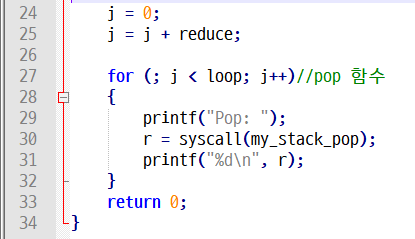 24 j = 0;
25 j = j + reduce;
26
27 for (; j < loop; j++)//pop 함수
28 {
29 printf("Pop: ");
30 r = syscall(my_stack_pop);
31 printf("%d\n", r);
32 }
33 return 0;
34 }